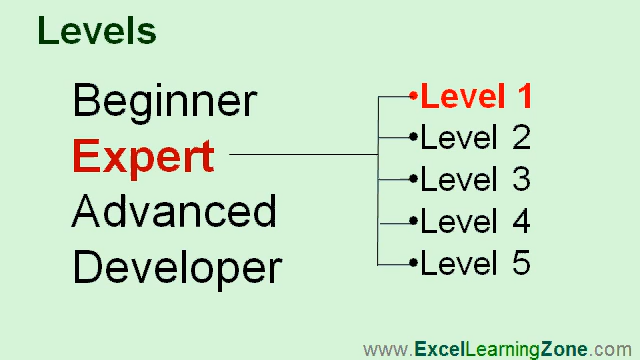 Levels
Beginner
Expert
Advanced
Developer
•Level 1
•Level 2
•Level 3
•Level 4
•Level 5
www.ExcelLearningZone.com